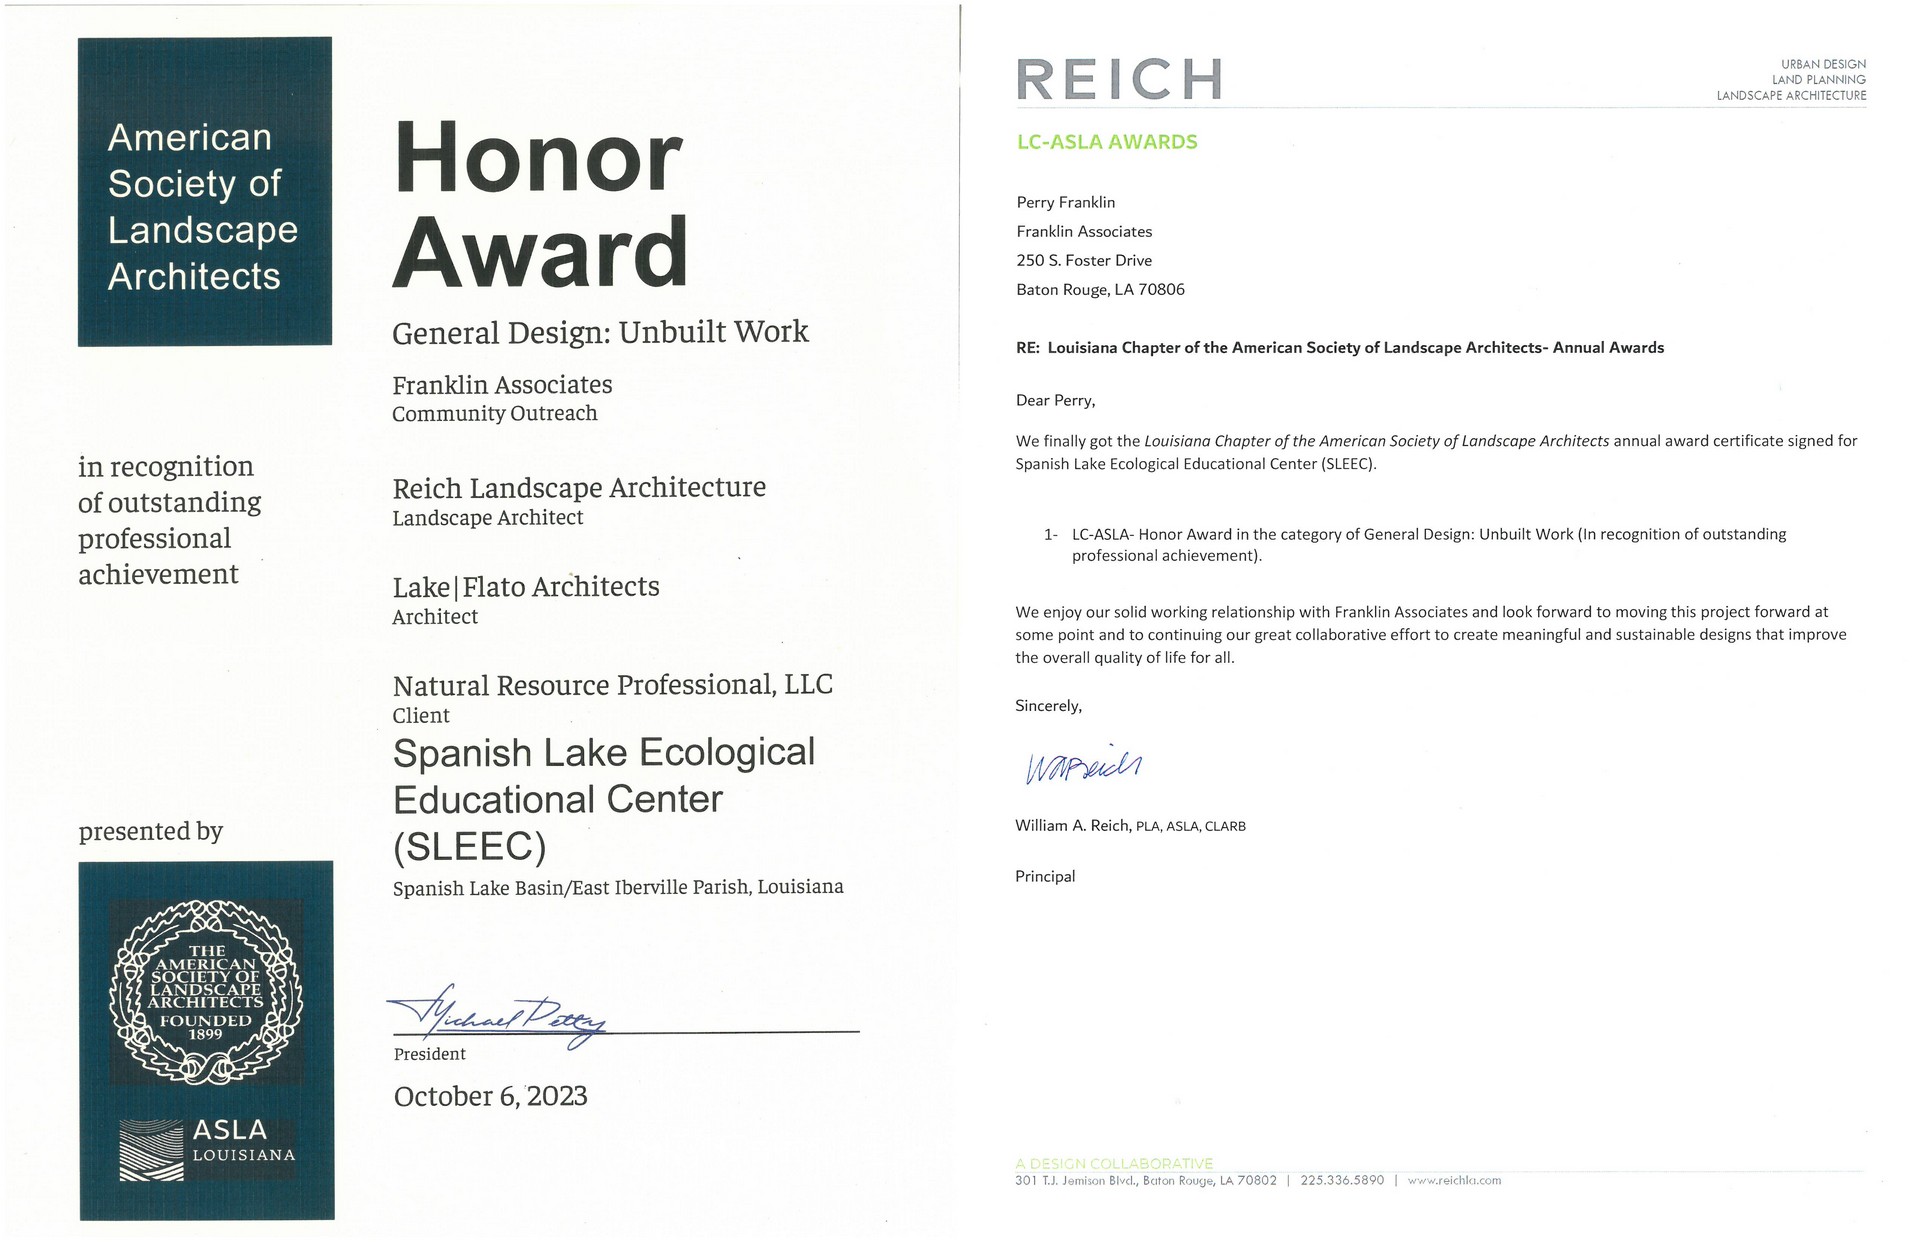 American
Society of
Landscape
Architects
Honor
Award
General Design: Unbuilt Work
Franklin Associates
Community Outreach
in recognition
of outstanding
professional
achievement
Reich Landscape Architecture
Landscape Architect
Lake|Flato Architects
Architect
Natural Resource Professional, LLC
Client
Spanish Lake Ecological
Educational Center
(SLEEC)
Spanish Lake Basin/East Iberville Parish, Louisiana
presented by
THE
AMERICAN
SOCIETY OF
LANDSCAPE
ARCHITECTS
FOUNDED
1899
ASLA
LOUISIANA
Michael Petty
President
October 6, 2023
REICH
URBAN DESIGN
LAND PLANNING
LANDSCAPE ARCHITECTURE
LC-ASLA AWARDS
Perry Franklin
Franklin Associates
250 S. Foster Drive
Baton Rouge, LA 70806
RE: Louisiana Chapter of the American Society of Landscape Architects- Annual Awards
Dear Perry,
We finally got the Louisiana Chapter of the American Society of Landscape Architects annual award certificate signed for
Spanish Lake Ecological Educational Center (SLEEC).
1- LC-ASLA- Honor Award in the category of General Design: Unbuilt Work (In recognition of outstanding
professional achievement).
We enjoy our solid working relationship with Franklin Associates and look forward to moving this project forward at
some point and to continuing our great collaborative effort to create meaningful and sustainable designs that improve
the overall quality of life for all.
Sincerely,
WAReich
William A. Reich, PLA, ASLA, CLARB
Principal
A DESIGN COLLABORATIVE
301 T.J. Jemison Blvd., Baton Rouge, LA 70802 | 225.336.5890 | www.reichla.com